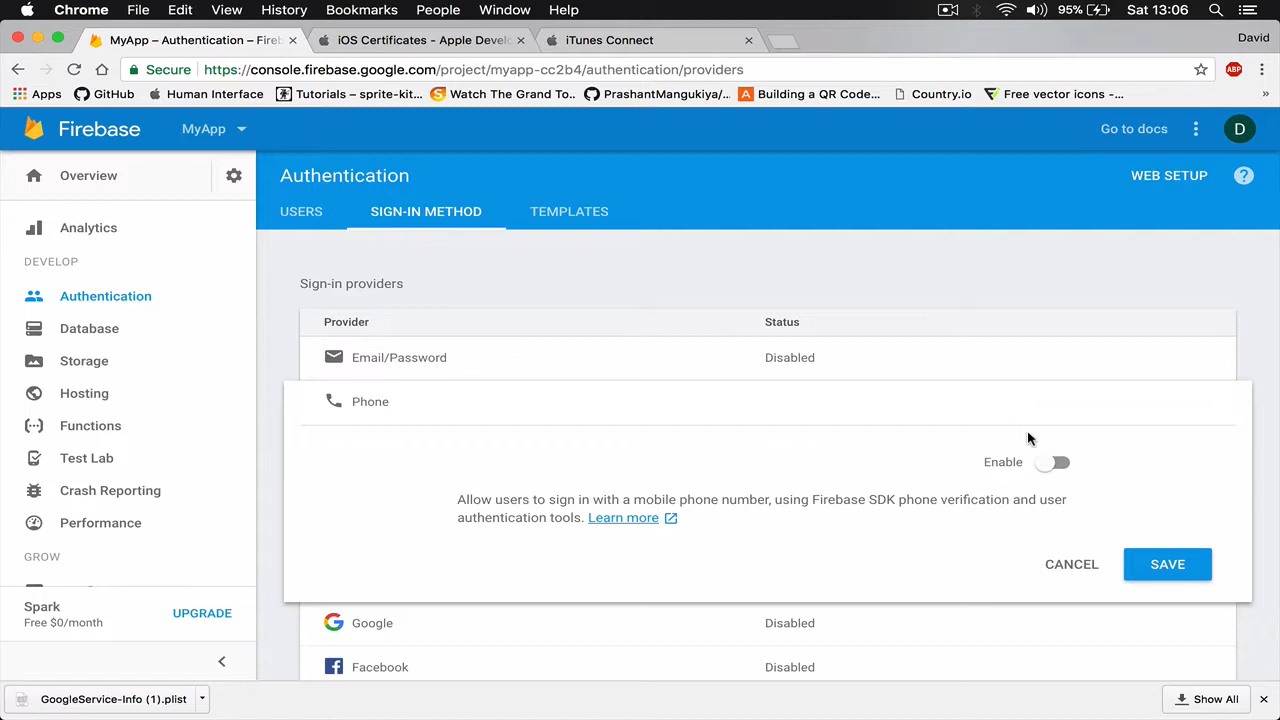 Chrome File Edit View History Bookmarks People Window Help 95% Sat 13:06
MyApp – Authentication – Fireb iOS Certificates - Apple Develo iTunes Connect David
Secure https://console.firebase.google.com/project/myapp-cc2b4/authentication/providers ABP
Apps GitHub Human Interface Tutorials – sprite-kit... Watch The Grand To.. PrashantMangukiya/... Building a QR Code... Country.io Free vector icons -... »
Firebase MyApp Go to docs D
Overview
Authentication WEB SETUP ?
USERS SIGN-IN METHOD TEMPLATES
Analytics
DEVELOP
Authentication
Database
Storage
Hosting
Functions
Test Lab
Crash Reporting
Performance
GROW
Spark
Free $0/month
UPGRADE
Sign-in providers
Provider Status
Email/Password Disabled
Phone
Enable
Allow users to sign in with a mobile phone number, using Firebase SDK phone verification and user
authentication tools. Learn more
CANCEL SAVE
Google Disabled
Facebook Disabled
GoogleService-Info (1).plist Show All